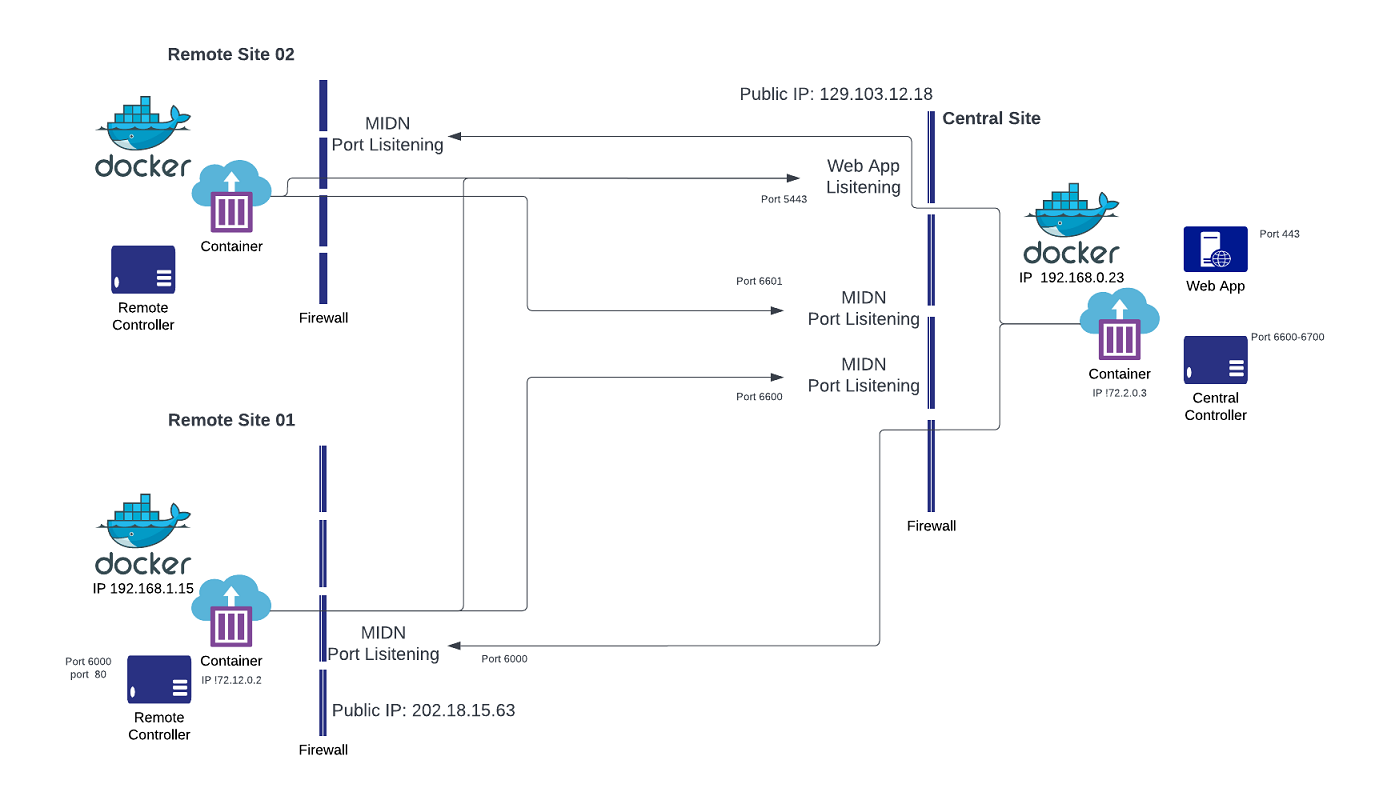 Remote Site 02
docker
Container
Remote
Controller
Firewall
MIDN
Port Lisitening
Public IP: 129.103.12.18
Central Site
Web App
Lisitening
Port 5443
Port 6601
MIDN
Port Lisitening
MIDN
Port Lisitening
Port 6600
Firewall
docker
IP  192.168.0.23
Container
IP !72.2.0.3
Port 443
Web App
Port 6600-6700
Central
Controller
Remote Site 01
docker
IP 192.168.1.15
Container
IP !72.12.0.2
Port 6000
port  80
Remote
Controller
MIDN
Port Lisitening
Port 6000
Public IP: 202.18.15.63
Firewall